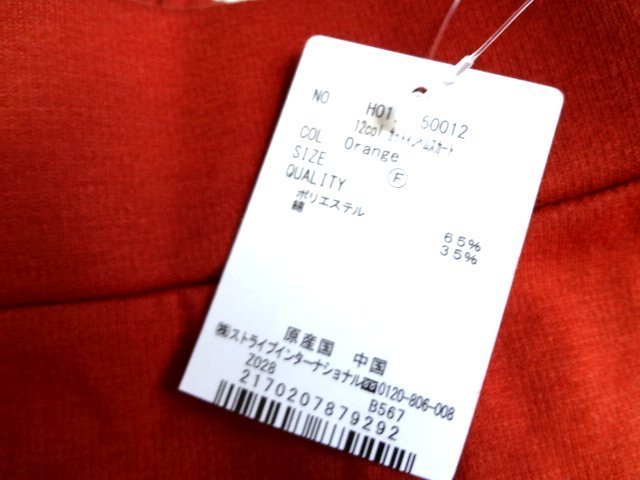 NO H01. 50012
12col
COL Orange
SIZE F
QUALITY
ポリエステル 65%
綿 35%
原産国 中国
㈱ストライプインターナショナル 0120-806-008
Z028 B567
2170207879292